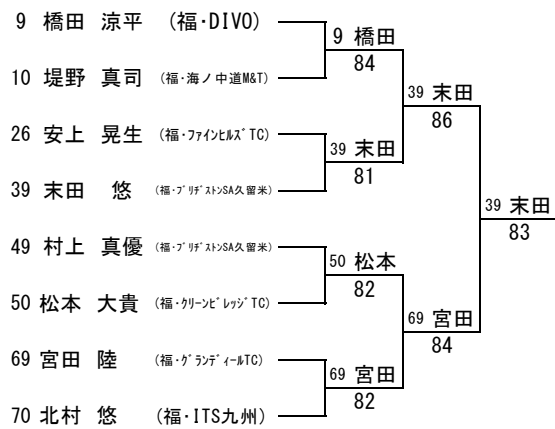 9 橋田 涼平 (福・DIVO)
9 橋田
84
10 堤野 真司 (福・海ノ中道M&T)
39 末田
86
26 安上 晃生 (福・ファインヒルズTC)
39 末田
81
39 末田 悠 (福・ブリヂストンSA久留米)
39 末田
83
49 村上 真優 (福・ブリヂストンSA久留米)
50 松本
82
50 松本 大貴 (福・クリーンビレッジTC)
69 宮田
84
69 宮田 陸 (福・グランディールTC)
69 宮田
82
70 北村 悠 (福・ITS九州)